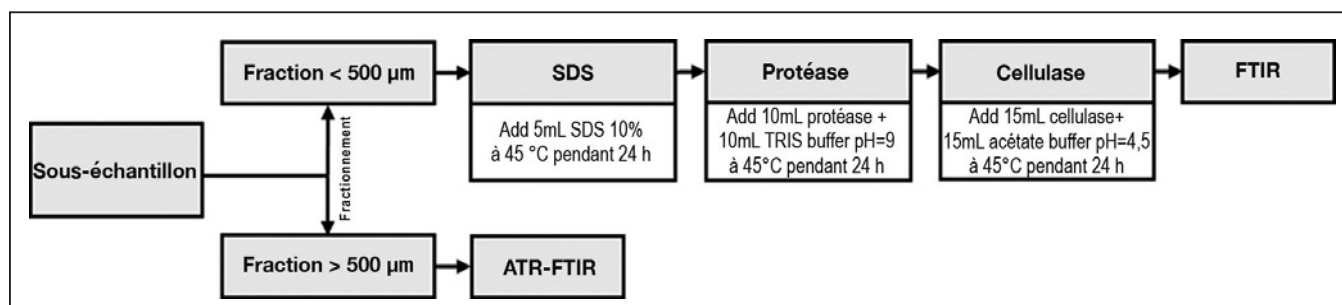 Sous-échantillon
Fractionnement
Fraction < 500 µm
SDS
Add 5mL SDS 10%
à 45 °C pendant 24 h
Protéase
Add 10mL protéase +
10mL TRIS buffer pH=9
à 45°C pendant 24 h
Cellulase
Add 15mL cellulase+
15mL acétate buffer pH=4,5
à 45°C pendant 24 h
FTIR
Fraction > 500 µm
ATR-FTIR